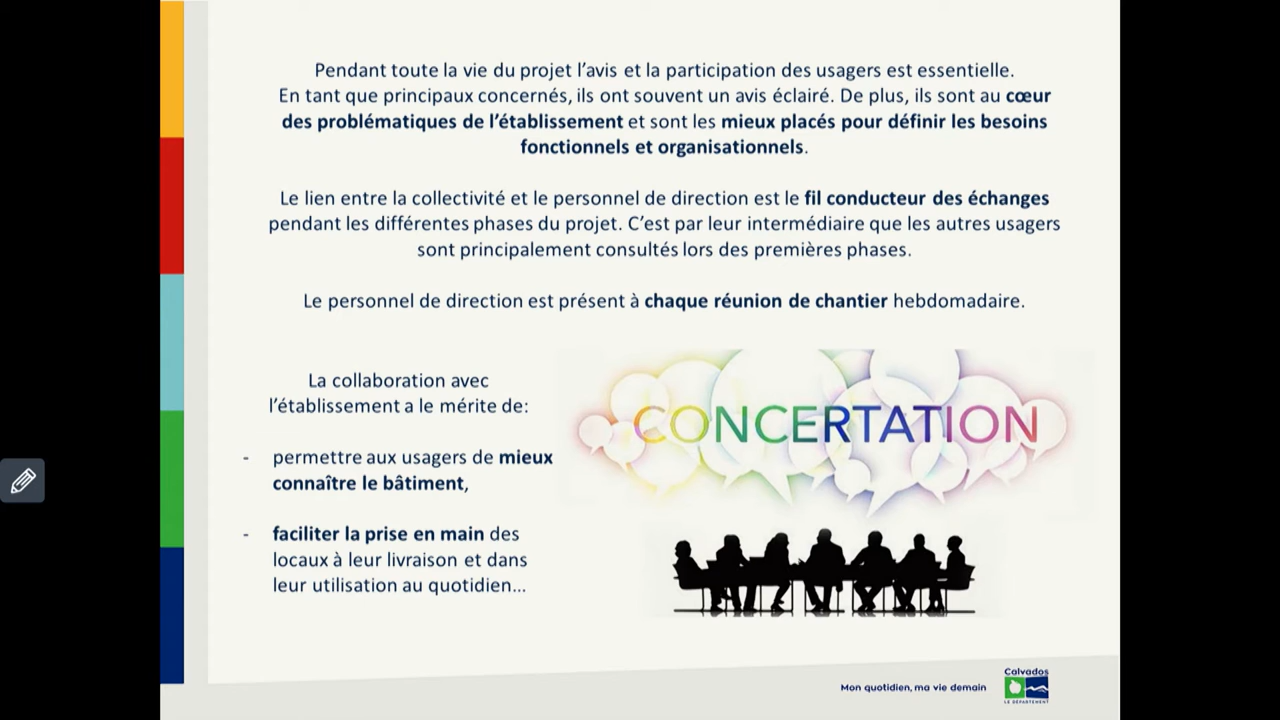 Pendant toute la vie du projet l’avis et la participation des usagers est essentielle.
En tant que principaux concernés, ils ont souvent un avis éclairé. De plus, ils sont au cœur
des problématiques de l’établissement et sont les mieux placés pour définir les besoins
fonctionnels et organisationnels.
Le lien entre la collectivité et le personnel de direction est le fil conducteur des échanges
pendant les différentes phases du projet. C’est par leur intermédiaire que les autres usagers
sont principalement consultés lors des premières phases.
Le personnel de direction est présent à chaque réunion de chantier hebdomadaire.
La collaboration avec
l’établissement a le mérite de:
- permettre aux usagers de mieux
connaître le bâtiment,
- faciliter la prise en main des
locaux à leur livraison et dans
leur utilisation au quotidien...
CONCERTATION
Mon quotidien, ma vie demain
Calvados
LE DÉPARTEMENT